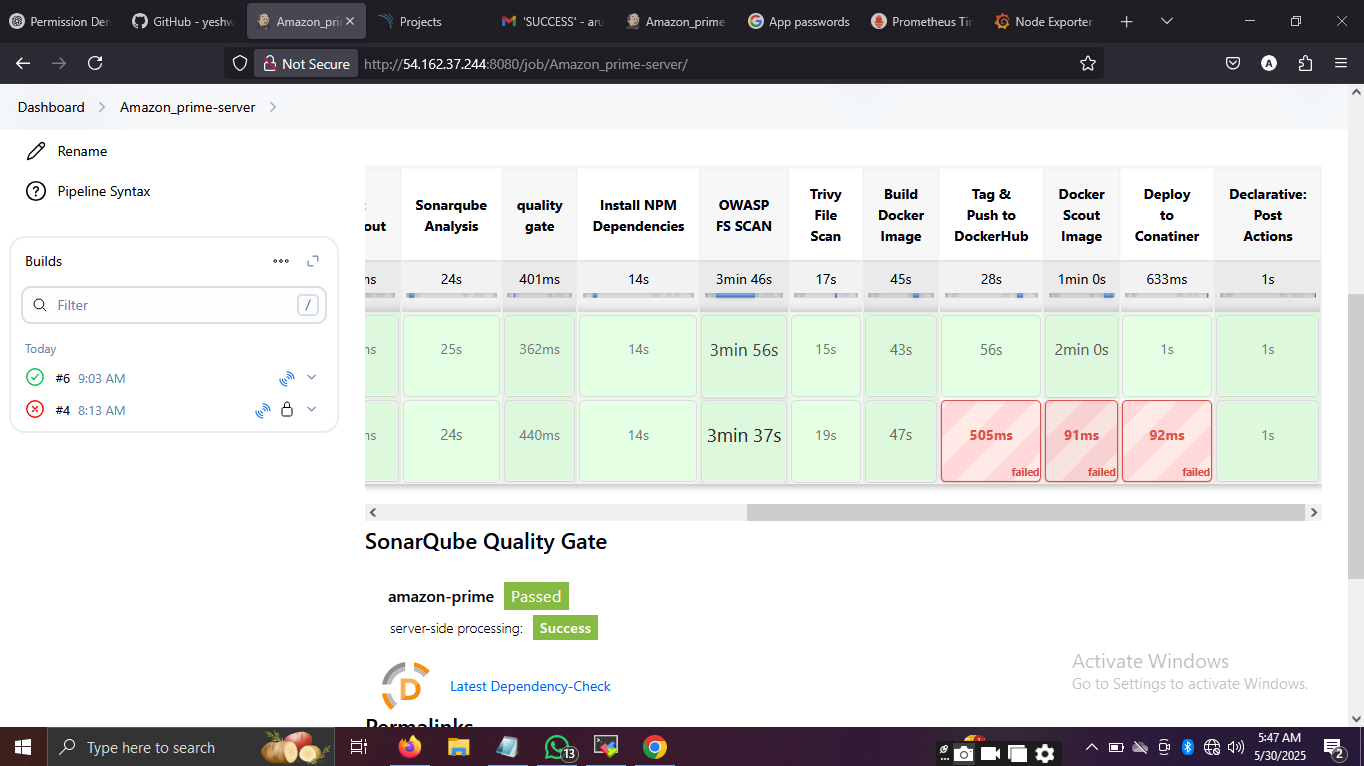 Permission Der
GitHub - yeshw
Amazon_pri
Projects
'SUCCESS' - aru
Amazon_prime
App passwords
Prometheus Tim
Node Exporter
Not Secure
http://54.162.37.244:8080/job/Amazon_prime-server/
A
Dashboard
Amazon_prime-server
Rename
Pipeline Syntax
Builds
Filter
/
Today
#6 9:03 AM
#4 8:13 AM
:
out
Sonarqube
Analysis
quality
gate
Install NPM
Dependencies
OWASP
FS SCAN
Trivy
File
Scan
Build
Docker
Image
Tag &
Push to
DockerHub
Docker
Scout
Image
Deploy
to
Conatiner
Declarative:
Post
Actions
ms 24s 401ms 14s 3min 46s 17s 45s 28s 1min 0s 633ms 1s
ms 25s 362ms 14s 3min 56s 15s 43s 56s 2min 0s 1s 1s
ms 24s 440ms 14s 3min 37s 19s 47s 505ms 91ms 92ms 1s
failed failed failed
SonarQube Quality Gate
amazon-prime Passed
server-side processing: Success
D
Latest Dependency-Check
Permalinks
Activate Windows
Go to Settings to activate Windows.
Type here to search
13
5:47 AM
5/30/2025
2